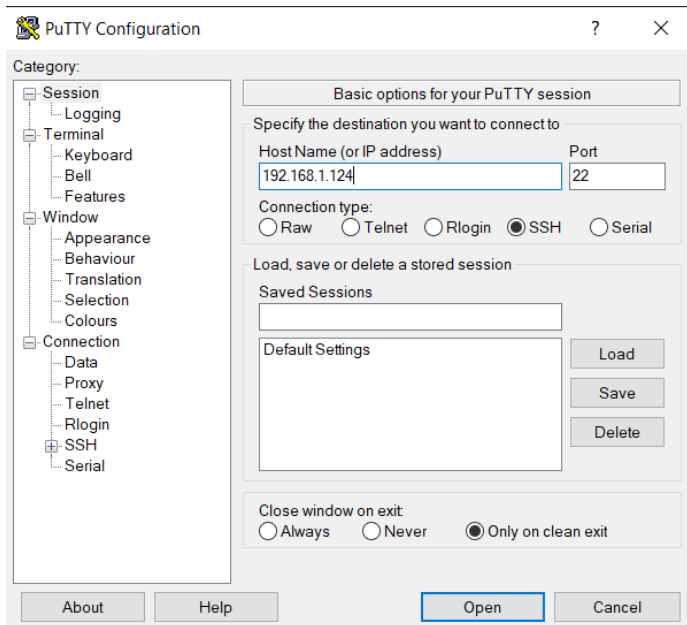 PuTTY Configuration
?
Category:
Session
Logging
Terminal
Keyboard
Bell
Features
Window
Appearance
Behaviour
Translation
Selection
Colours
Connection
Data
Proxy
Telnet
Rlogin
SSH
Serial
Basic options for your PuTTY session
Specify the destination you want to connect to
Host Name (or IP address) Port
192.168.1.124 22
Connection type:
Raw Telnet Rlogin SSH Serial
Load, save or delete a stored session
Saved Sessions
Default Settings
Load
Save
Delete
Close window on exit:
Always Never Only on clean exit
About Help Open Cancel